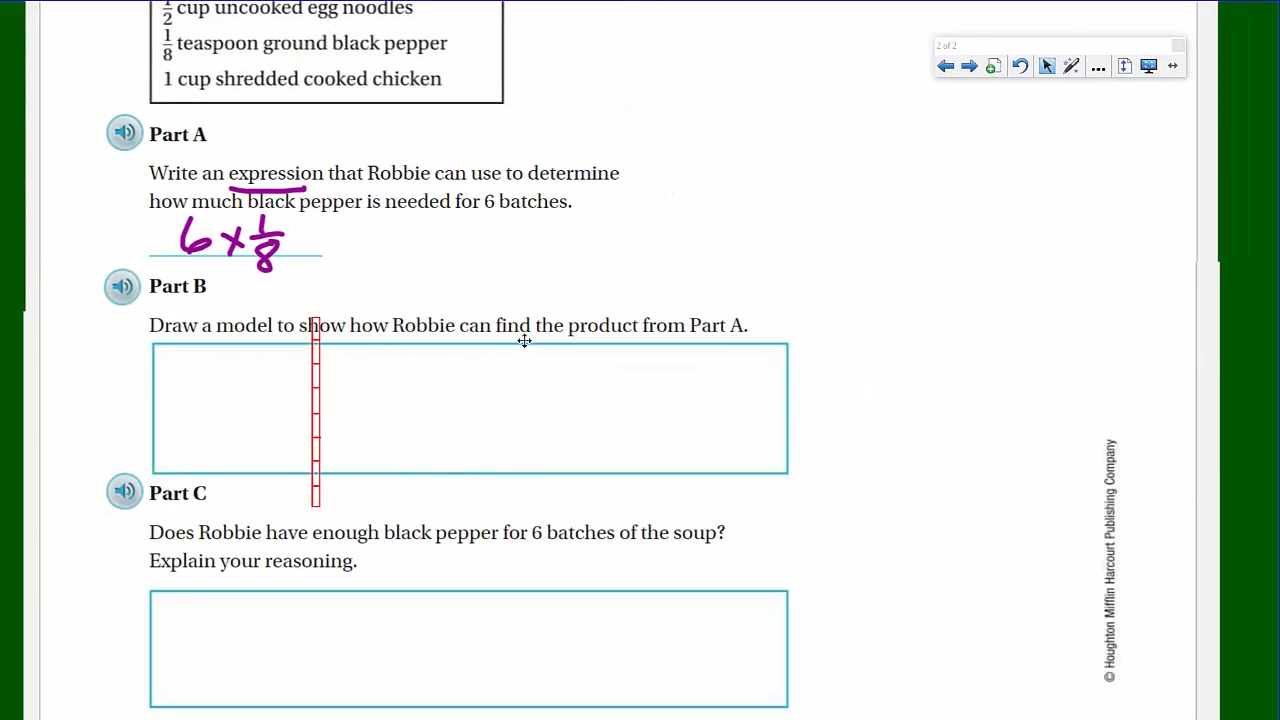 1/2 cup uncooked egg noodles
1/8 teaspoon ground black pepper
1 cup shredded cooked chicken
2 of 2
Part A
Write an expression that Robbie can use to determine
how much black pepper is needed for 6 batches.
6 x 1/8
Part B
Draw a model to show how Robbie can find the product from Part A.
Part C
Does Robbie have enough black pepper for 6 batches of the soup?
Explain your reasoning.
© Houghton Mifflin Harcourt Publishing Company